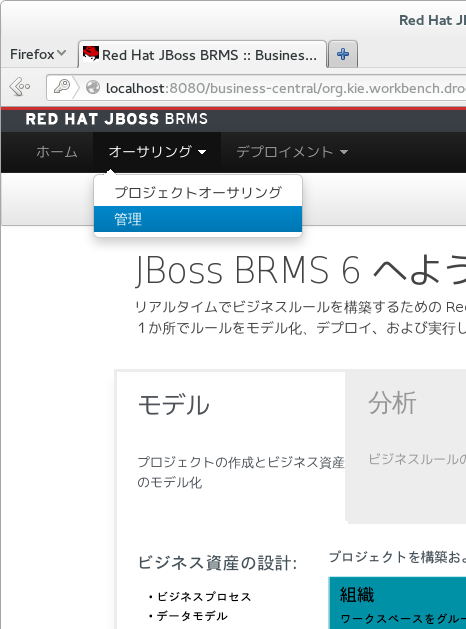 Red Hat J
Firefox
Red Hat JBoss BRMS :: Busines...
localhost:8080/business-central/org.kie.workbench.dro
RED HAT JBOSS BRMS
ホーム オーサリング デプロイメント
プロジェクトオーサリング
管理
JBoss BRMS 6 へよう
リアルタイムでビジネスルールを構築するための Re
1か所でルールをモデル化、デプロイ、および実行し
モデル
分析
プロジェクトの作成とビジネス資産
のモデル化
ビジネスルールの
ビジネス資産の設計:
プロジェクトを構築およ
・ビジネスプロセス
・データモデル
組織
ワークスペースをグルー